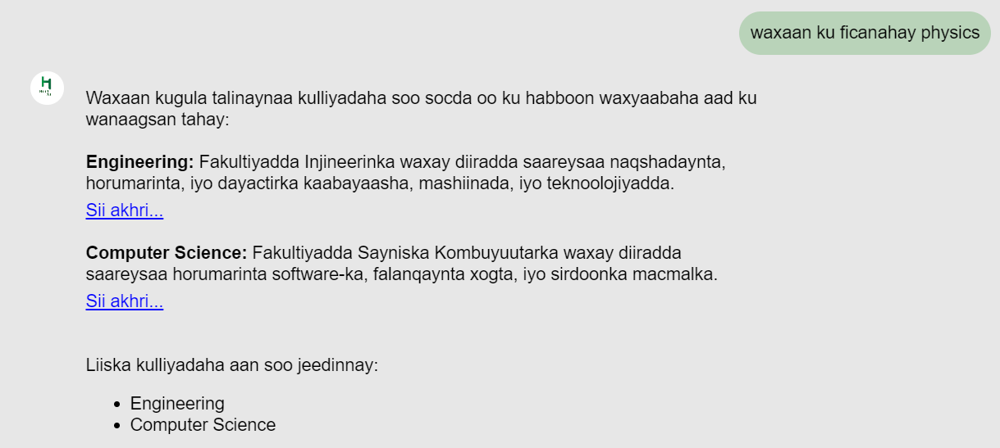 waxaan ku ficanahay physics
Waxaan kugula talinaynaa kulliyadaha soo socda oo ku habboon waxyaabaha aad ku
wanaagsan tahay:
Engineering: Fakultiyadda Injineerinka waxay diiradda saareysaa naqshadaynta,
horumarinta, iyo dayactirka kaabayaasha, mashiinada, iyo teknoolojiyadda.
Sii akhri...
Computer Science: Fakultiyadda Sayniska Kombuyuutarka waxay diiradda
saareysaa horumarinta software-ka, falanqaynta xogta, iyo sirdoonka macmalka.
Sii akhri...
Liiska kulliyadaha aan soo jeedinnay:
Engineering
Computer Science